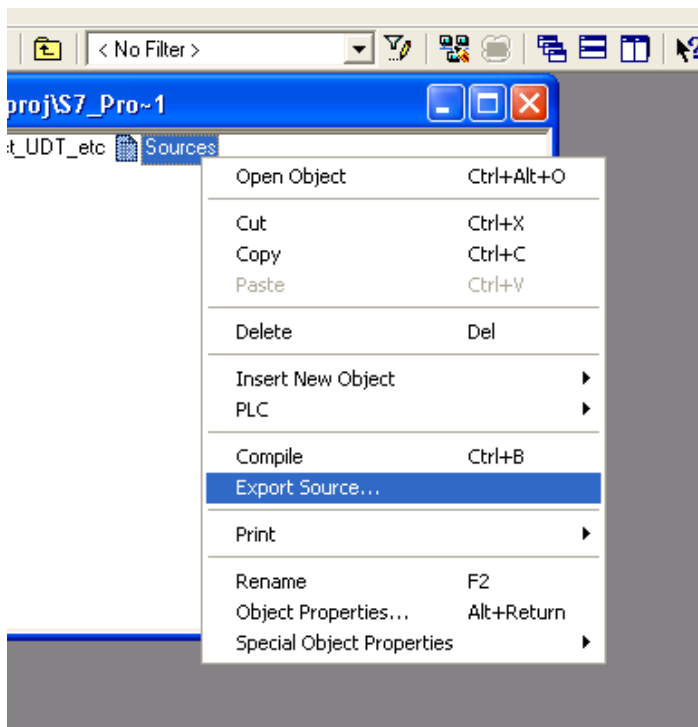 < No Filter >
proj\S7_Pro~1
ct_UDT_etc Sources
Open Object Ctrl+Alt+O
Cut Ctrl+X
Copy Ctrl+C
Paste Ctrl+V
Delete Del
Insert New Object
PLC
Compile Ctrl+B
Export Source...
Print
Rename F2
Object Properties... Alt+Return
Special Object Properties